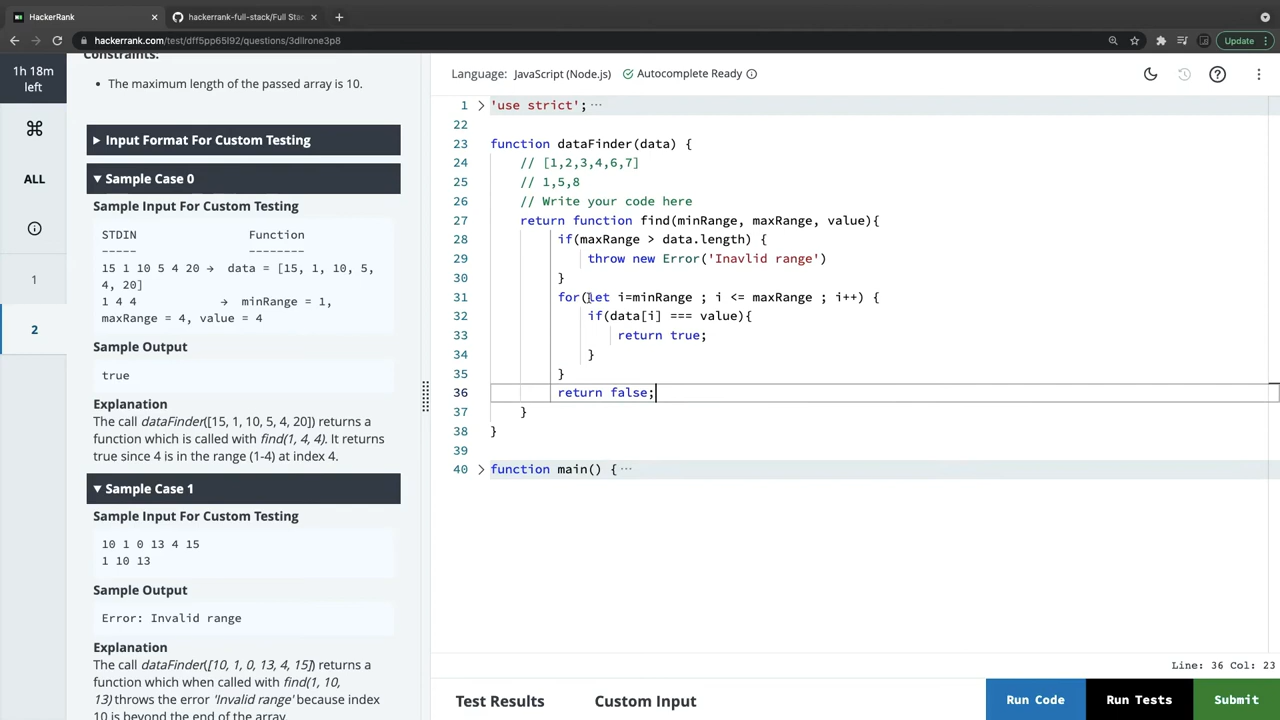 HackerRank
hackerrank-full-stack/Full Stac
hackerrank.com/test/dff5pp65l92/questions/3dllrone3p8
Update
1h 18m
left
ALL
1
2
Constraints:
• The maximum length of the passed array is 10.
Input Format For Custom Testing
Sample Case 0
Sample Input For Custom Testing
STDIN Function
----- --------
15 1 10 5 4 20 → data = [15, 1, 10, 5,
4, 20]
1 4 4 → minRange = 1,
maxRange = 4, value = 4
Sample Output
true
Explanation
The call dataFinder([15, 1, 10, 5, 4, 20]) returns a
function which is called with find(1, 4, 4). It returns
true since 4 is in the range (1-4) at index 4.
Sample Case 1
Sample Input For Custom Testing
10 1 0 13 4 15
1 10 13
Sample Output
Error: Invalid range
Explanation
The call dataFinder([10, 1, 0, 13, 4, 15]) returns a
function which when called with find(1, 10,
13) throws the error 'Invalid range' because index
10 is beyond the end of the array.
Language: JavaScript (Node.js) Autocomplete Ready
1 'use strict'; ···
22
23 function dataFinder(data) {
24 // [1,2,3,4,6,7]
25 // 1,5,8
26 // Write your code here
27 return function find(minRange, maxRange, value){
28 if(maxRange > data.length) {
29 throw new Error('Inavlid range')
30 }
31 for(let i=minRange ; i <= maxRange ; i++) {
32 if(data[i] === value){
33 return true;
34 }
35 }
36 return false;
37 }
38 }
39
40 function main() { ···
Line: 36 Col: 23
Test Results Custom Input Run Code Run Tests Submit